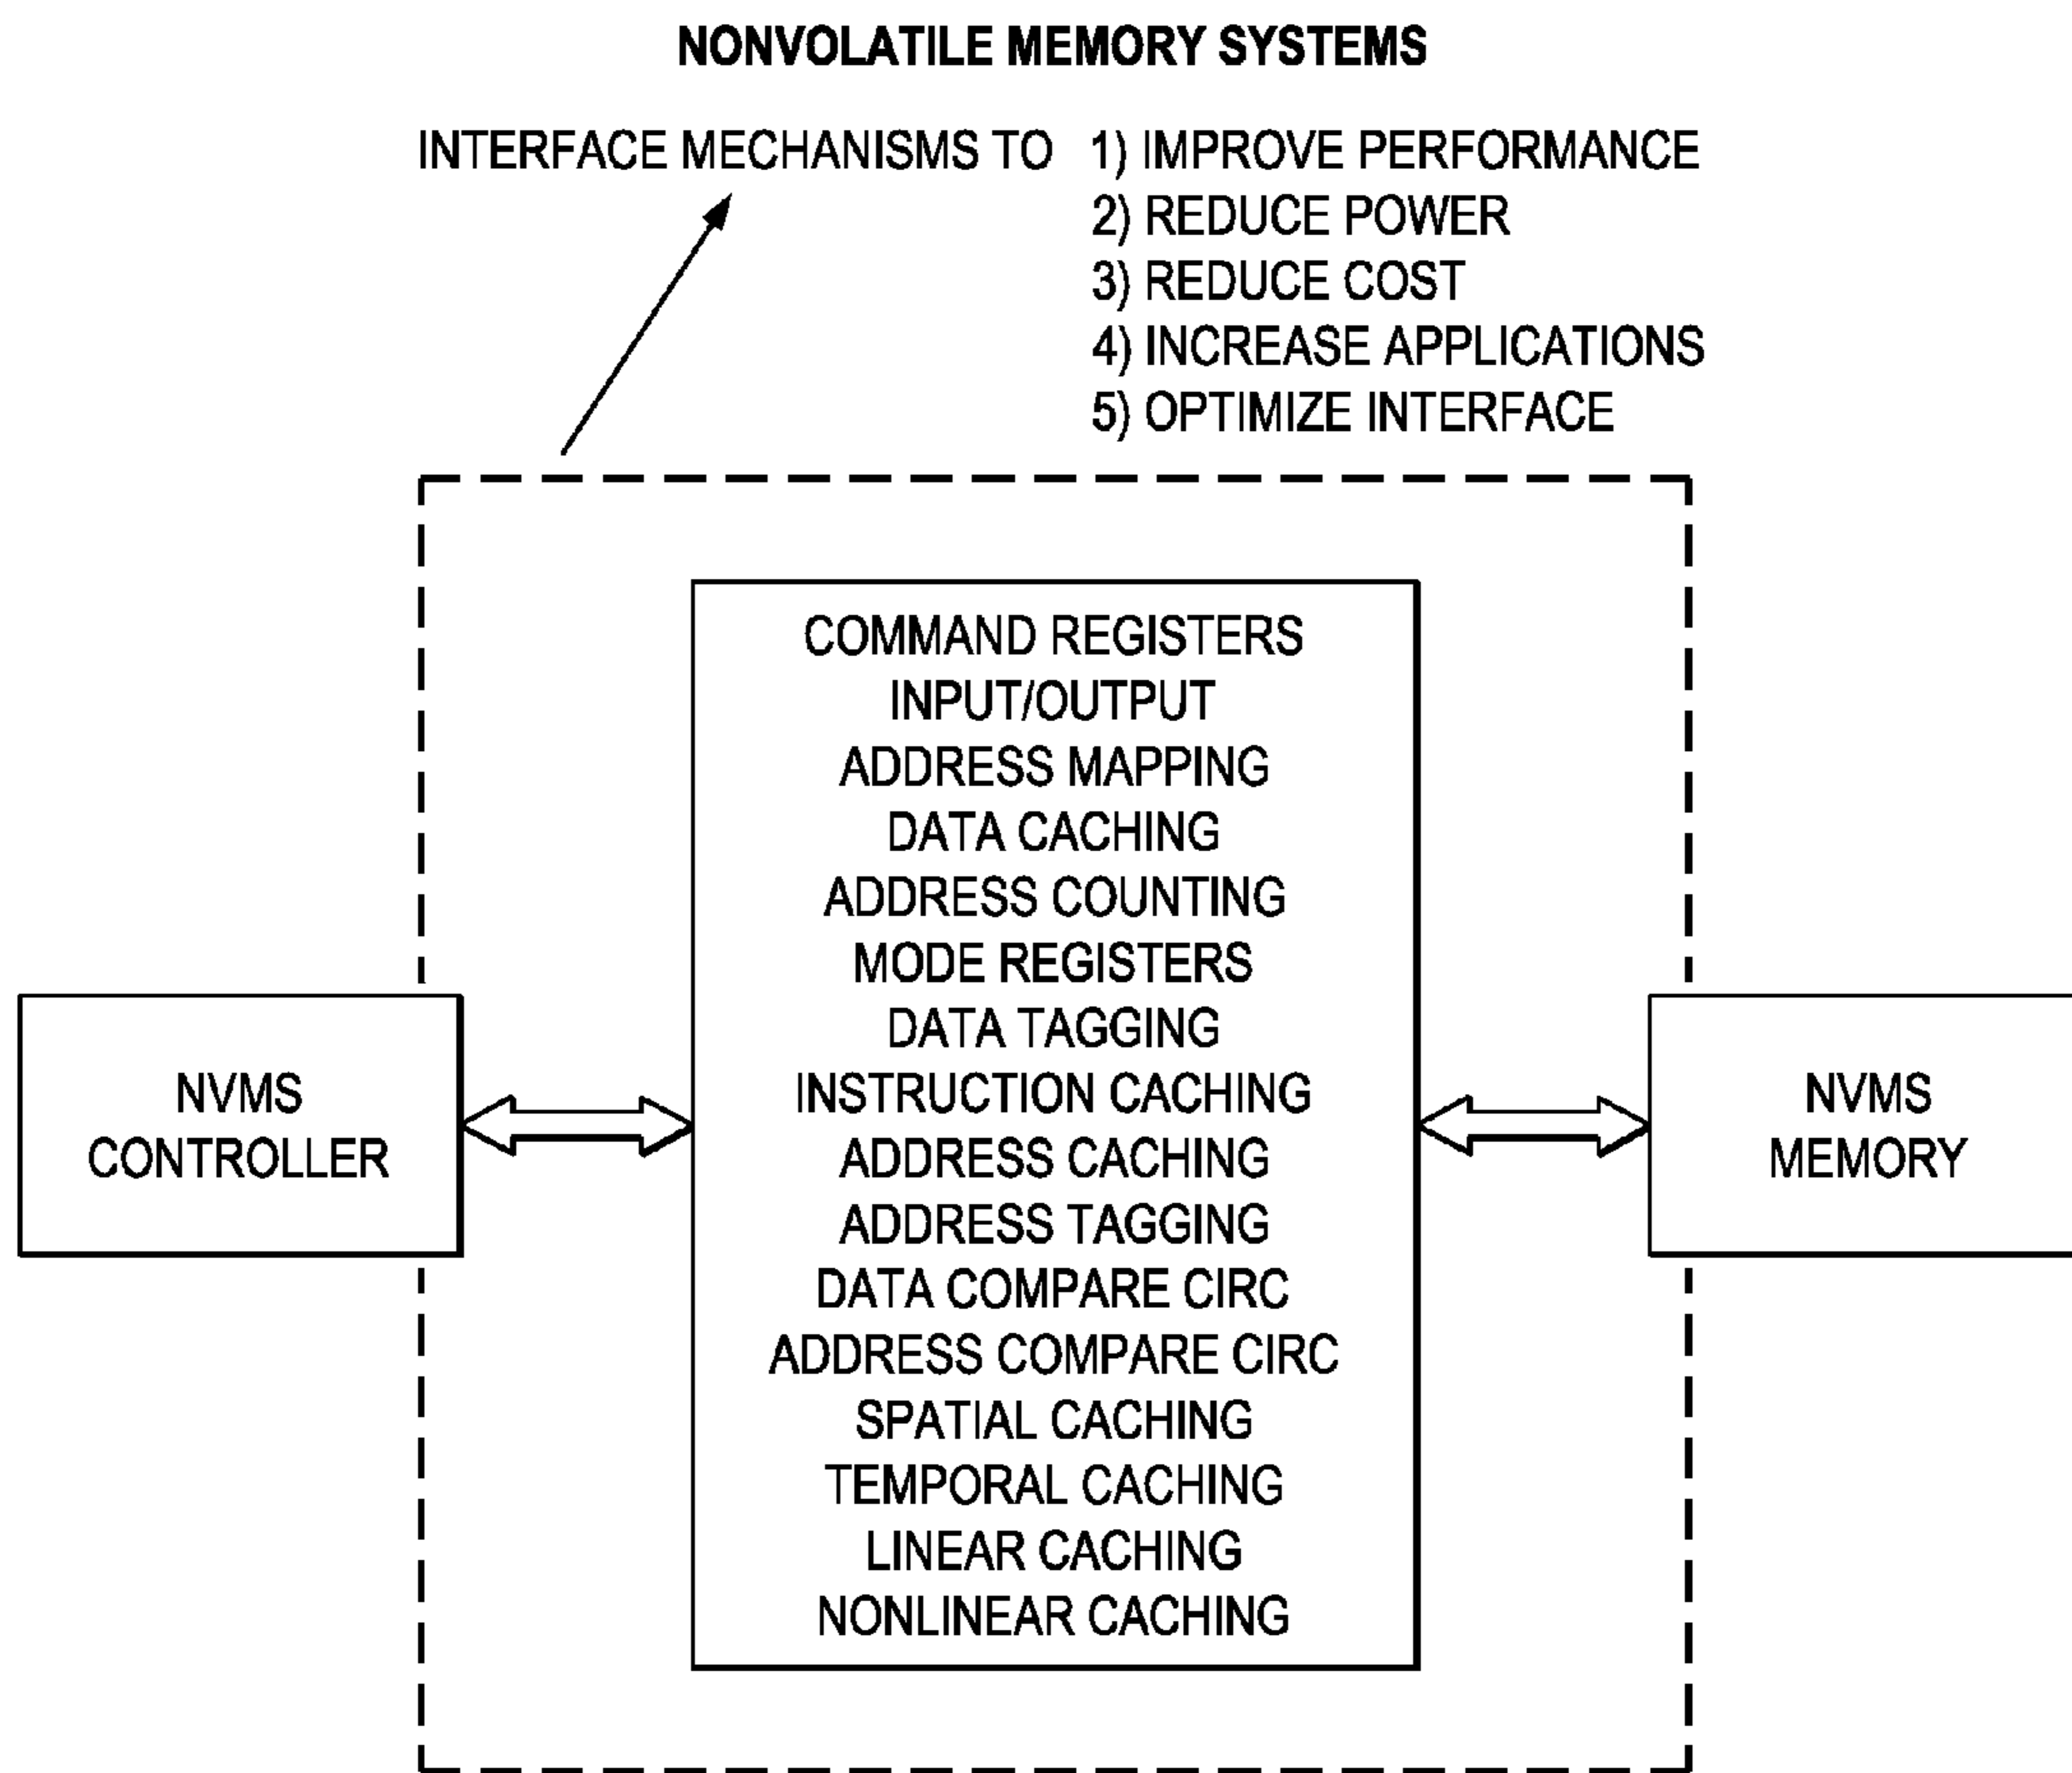 NONVOLATILE MEMORY SYSTEMS
INTERFACE MECHANISMS TO 1) IMPROVE PERFORMANCE
2) REDUCE POWER
3) REDUCE COST
4) INCREASE APPLICATIONS
5) OPTIMIZE INTERFACE
COMMAND REGISTERS
INPUT/OUTPUT
ADDRESS MAPPING
DATA CACHING
ADDRESS COUNTING
MODE REGISTERS
DATA TAGGING
INSTRUCTION CACHING
ADDRESS CACHING
ADDRESS TAGGING
DATA COMPARE CIRC
ADDRESS COMPARE CIRC
SPATIAL CACHING
TEMPORAL CACHING
LINEAR CACHING
NONLINEAR CACHING
NVMS
CONTROLLER
NVMS
MEMORY